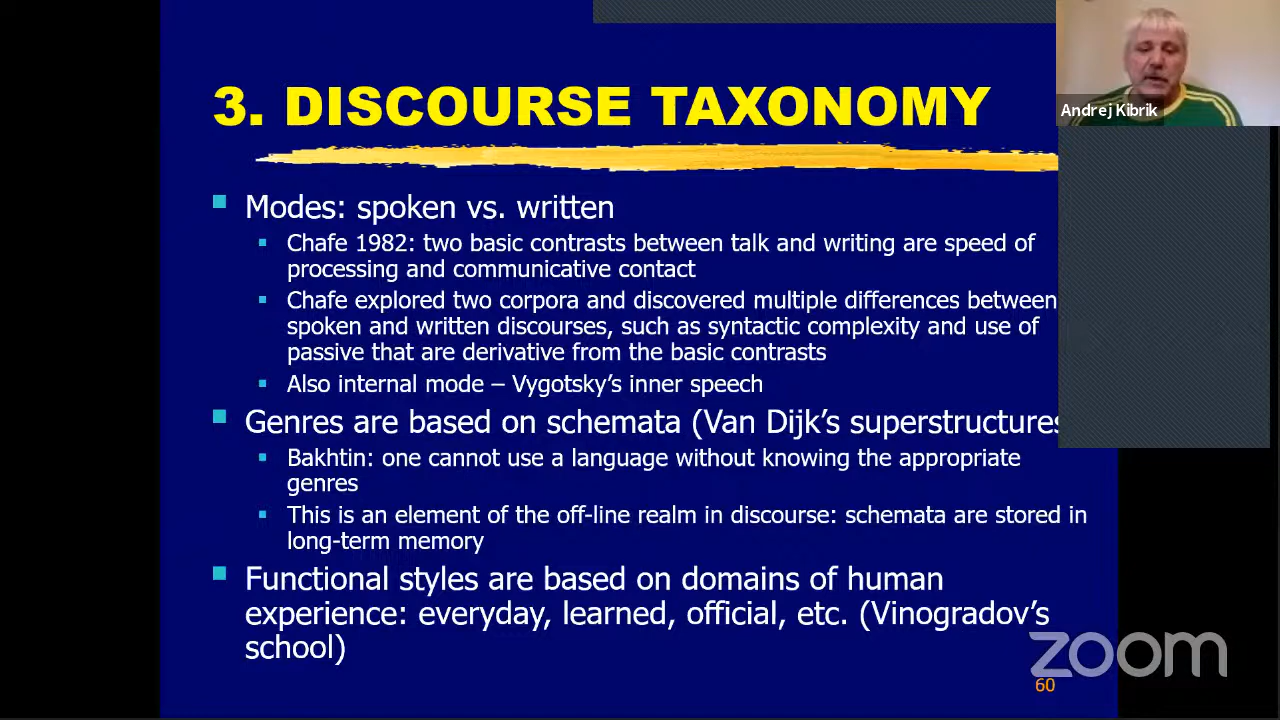 3. DISCOURSE TAXONOMY
Andrej Kibrik
Modes: spoken vs. written
Chafe 1982: two basic contrasts between talk and writing are speed of
processing and communicative contact
Chafe explored two corpora and discovered multiple differences between
spoken and written discourses, such as syntactic complexity and use of
passive that are derivative from the basic contrasts
Also internal mode – Vygotsky's inner speech
Genres are based on schemata (Van Dijk's superstructures
Bakhtin: one cannot use a language without knowing the appropriate
genres
This is an element of the off-line realm in discourse: schemata are stored in
long-term memory
Functional styles are based on domains of human
experience: everyday, learned, official, etc. (Vinogradov's
school)
zoom
60